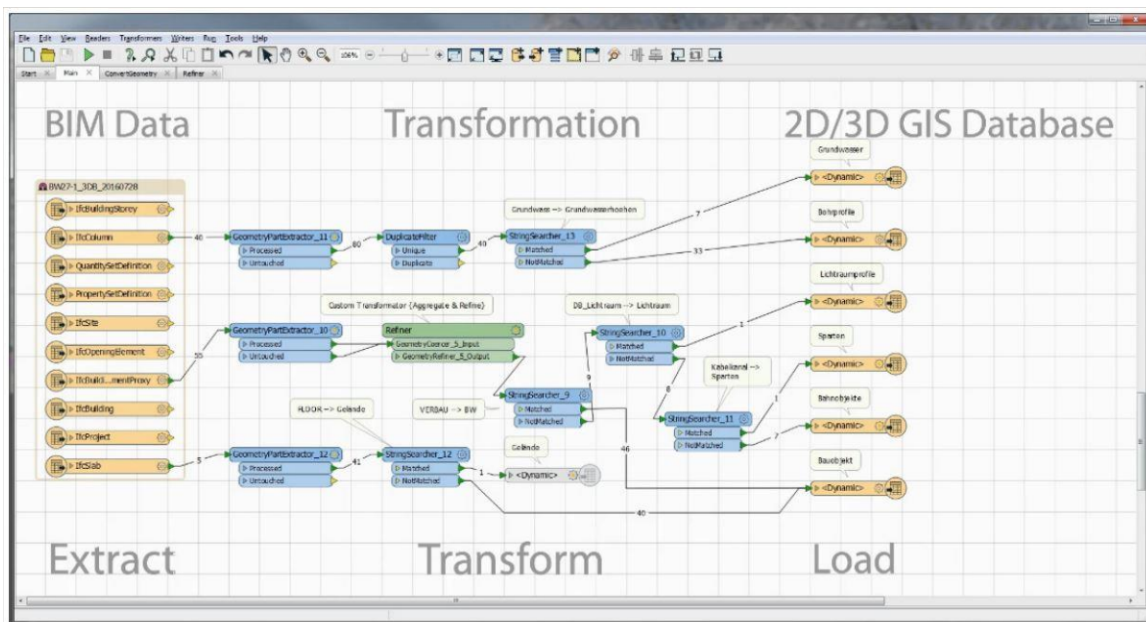 File Edit View Readers Transformers Writers Run Tools Help
Start Main ConvertGeometry Refiner
BIM Data Transformation 2D/3D GIS Database
BW27-1_3DB_20160728
IfcBuildingStorey
IfcColumn
QuantitySetDefinition
PropertySetDefinition
IfcSite
IfcOpeningElement
IfcBuild...mentProxy
IfcBuilding
IfcProject
IfcSlab
40
55
5
GeometryPartExtractor_11
Processed
Untouched
80
DuplicateFilter
Unique
Duplicate
40
Grundwass --> Grundwasserhoehen
StringSearcher_13
Matched
NotMatched
7
33
GeometryPartExtractor_10
Processed
Untouched
Custom Transformator (Aggregate & Refine)
Refiner
GeometryCoercer_5_Input
GeometryRefiner_5_Output
VERBAU --> BW
StringSearcher_9
Matched
NotMatched
9
46
DB_Lichtraum --> Lichtraum
StringSearcher_10
Matched
NotMatched
8
Kabelkanal -->
Sparten
StringSearcher_11
Matched
NotMatched
1
7
FLOOR --> Gelände
GeometryPartExtractor_12
Processed
Untouched
41
StringSearcher_12
Matched
NotMatched
1
40
Gelände
<Dynamic>
Grundwasser
<Dynamic>
Bohrprofile
<Dynamic>
Lichtraumprofile
<Dynamic>
Sparten
<Dynamic>
Bahnobjekte
<Dynamic>
Bauobjekt
<Dynamic>
Extract Transform Load